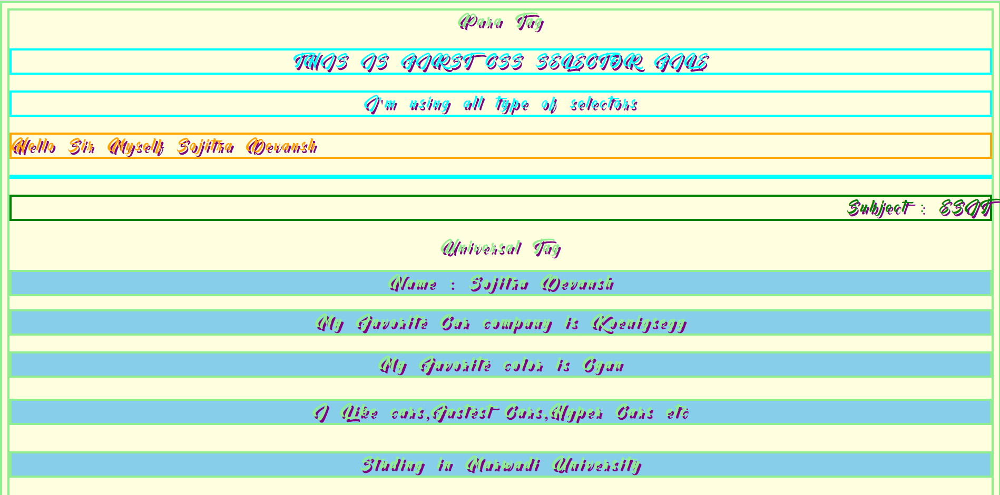 Para Tag
THIS IS FIRST CSS SELECTOR FILE
I'm using all type of selectors
Hello Sir Myself Sojitra Devansh
Subject : ESFT
Universal Tag
Name : Sojitra Devansh
My Favorite Car company is Koenigsegg
My Favorite color is Cyan
I Like cars,Fastest Cars,Hyper Cars etc
Studing in Marwadi University